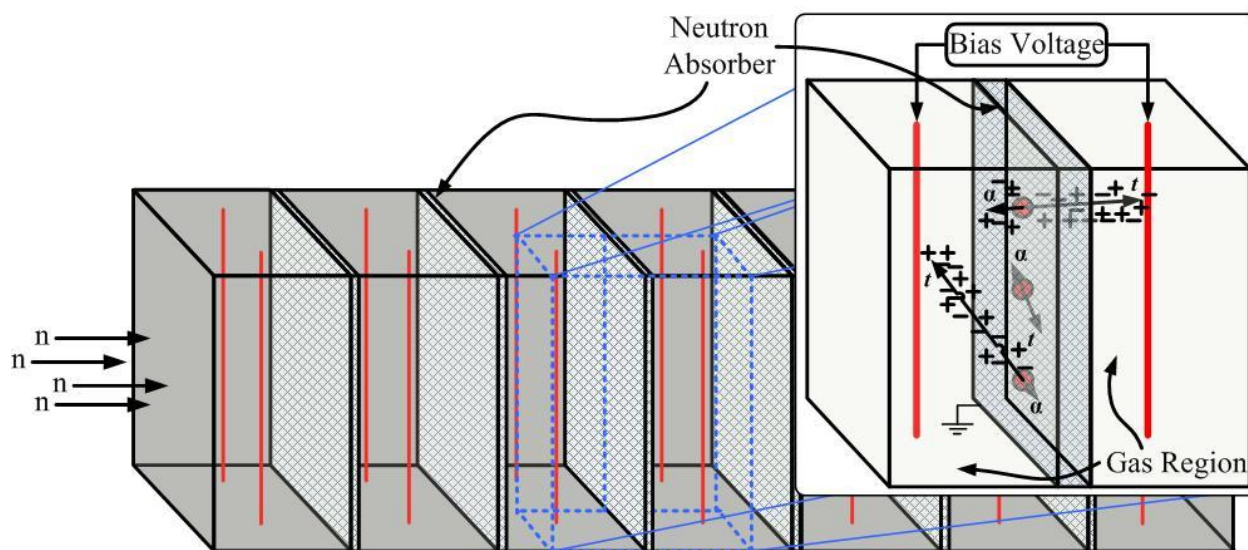 Neutron
Absorber
Bias Voltage
α
t
α
t
t
α
n
n
n
n
Gas Region